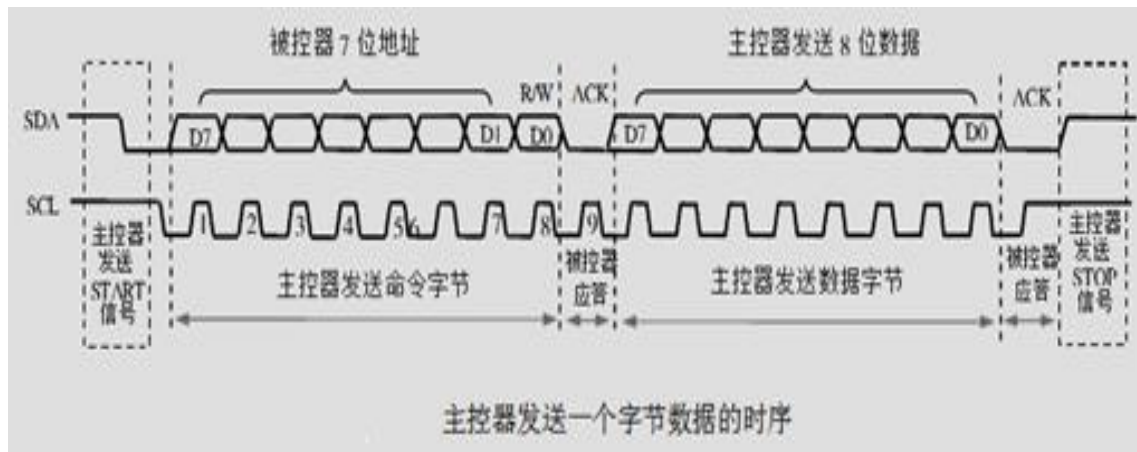 被控器 7 位地址
主控器发送 8 位数据
R/W
ACK
ACK
SDA
D7
D1
D0
D7
D0
SCL
1
2
3
4
5
6
7
8
9
主控器
发送
START
信号
主控器发送命令字节
被控器
应管
主控器发送数据字节
被控器
应管
主控器
发送
STOP
信号
主控器发送一个字节数据的时序